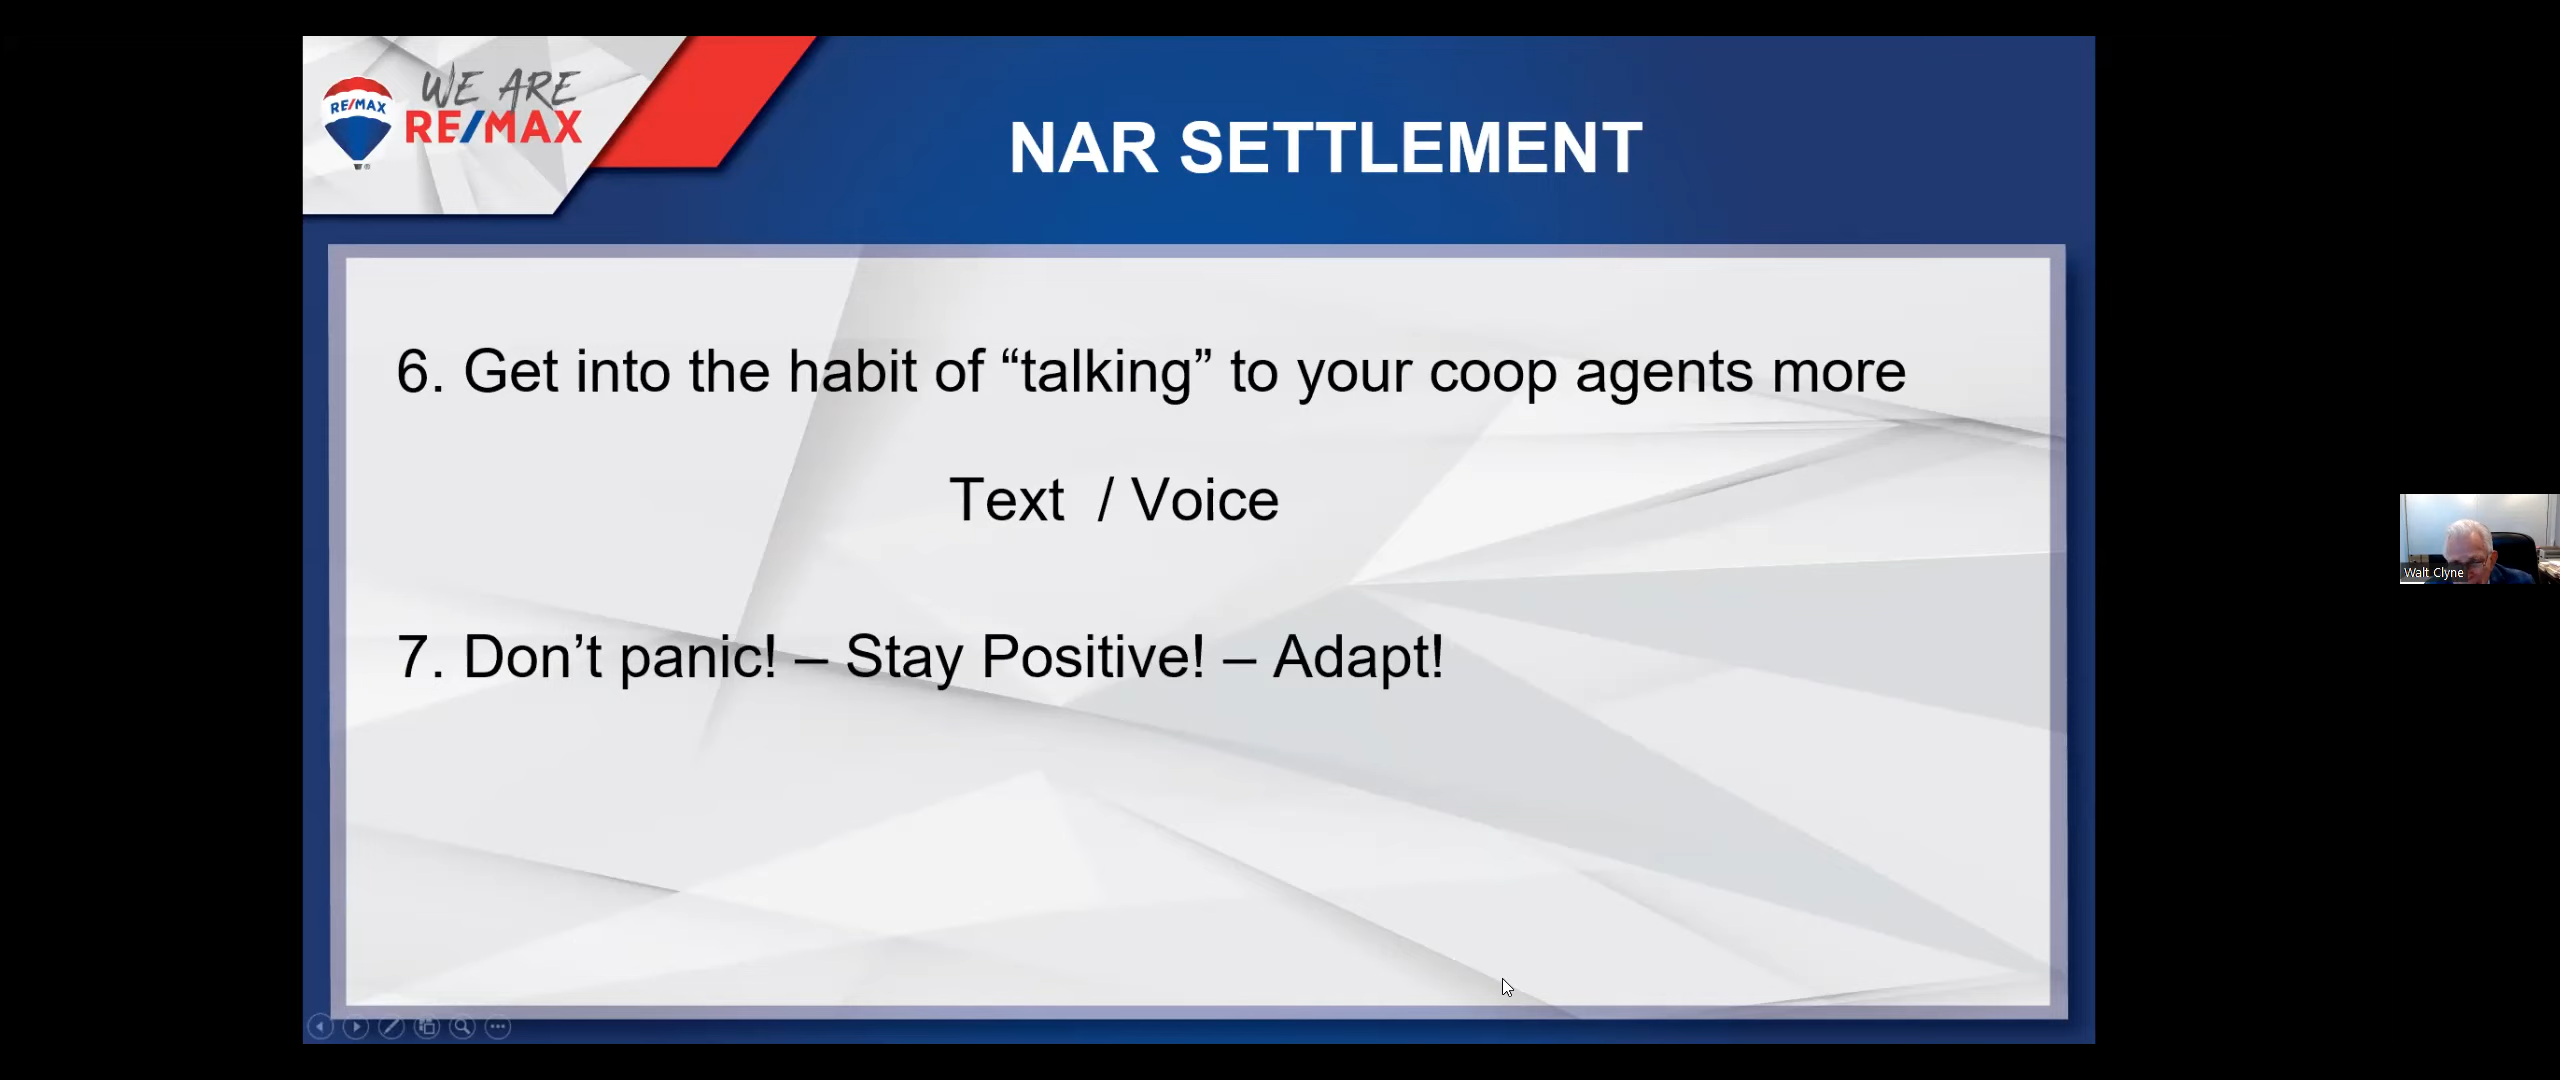 WE ARE
RE/MAX
RE/MAX
NAR SETTLEMENT
6. Get into the habit of “talking” to your coop agents more
Text / Voice
7. Don’t panic! – Stay Positive! – Adapt!
Walt Clyne